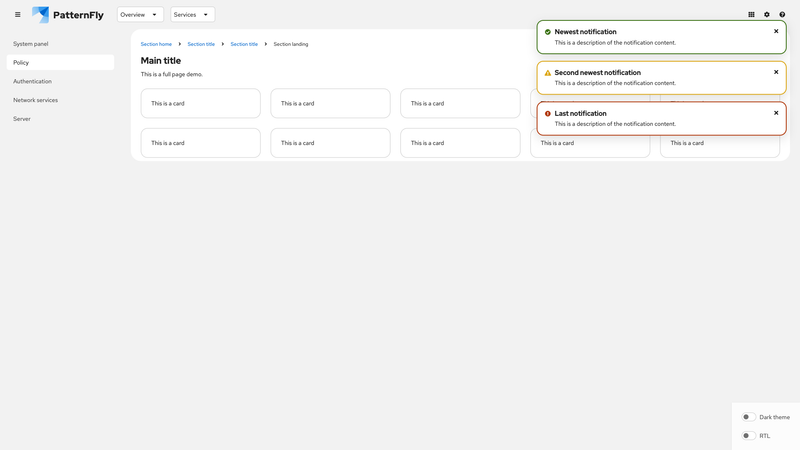 PatternFly
Overview
Services
System panel
Policy
Authentication
Network services
Server
Section home
Section title
Section title
Section landing
Main title
This is a full page demo.
This is a card
This is a card
This is a card
This is a card
This is a card
This is a card
This is a card
This is a card
Newest notification
This is a description of the notification content.
Second newest notification
This is a description of the notification content.
Last notification
This is a description of the notification content.
Dark theme
RTL